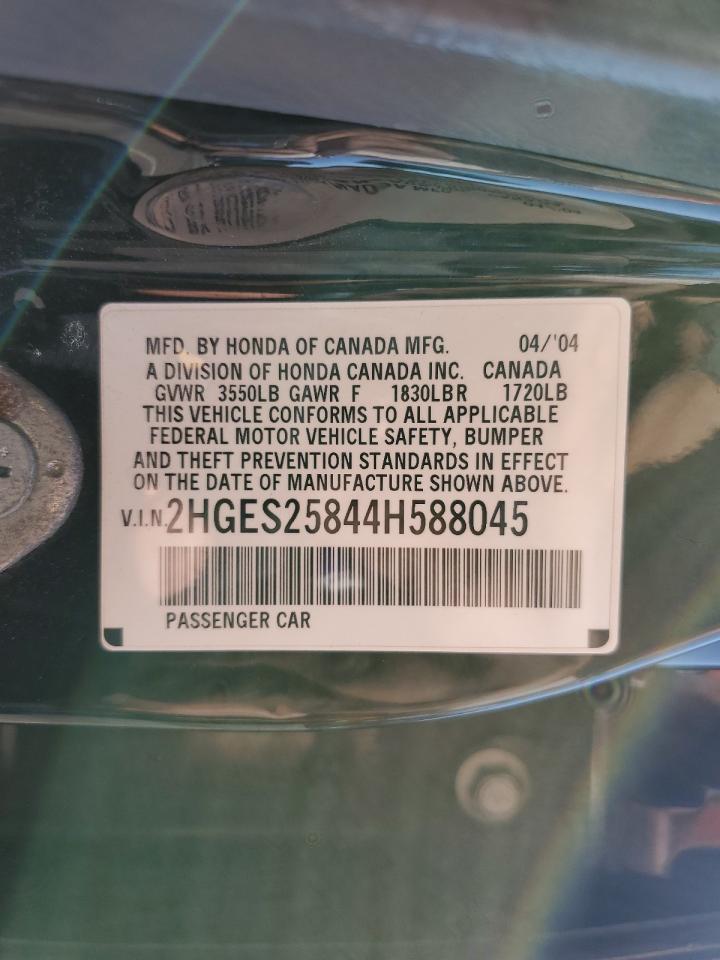 MFD. BY HONDA OF CANADA MFG. 04/'04
A DIVISION OF HONDA CANADA INC. CANADA
GVWR 3550LB GAWR F 1830LBR 1720LB
THIS VEHICLE CONFORMS TO ALL APPLICABLE
FEDERAL MOTOR VEHICLE SAFETY, BUMPER
AND THEFT PREVENTION STANDARDS IN EFFECT
ON THE DATE OF MANUFACTURE SHOWN ABOVE.
V.I.N. 2HGES25844H588045
PASSENGER CAR